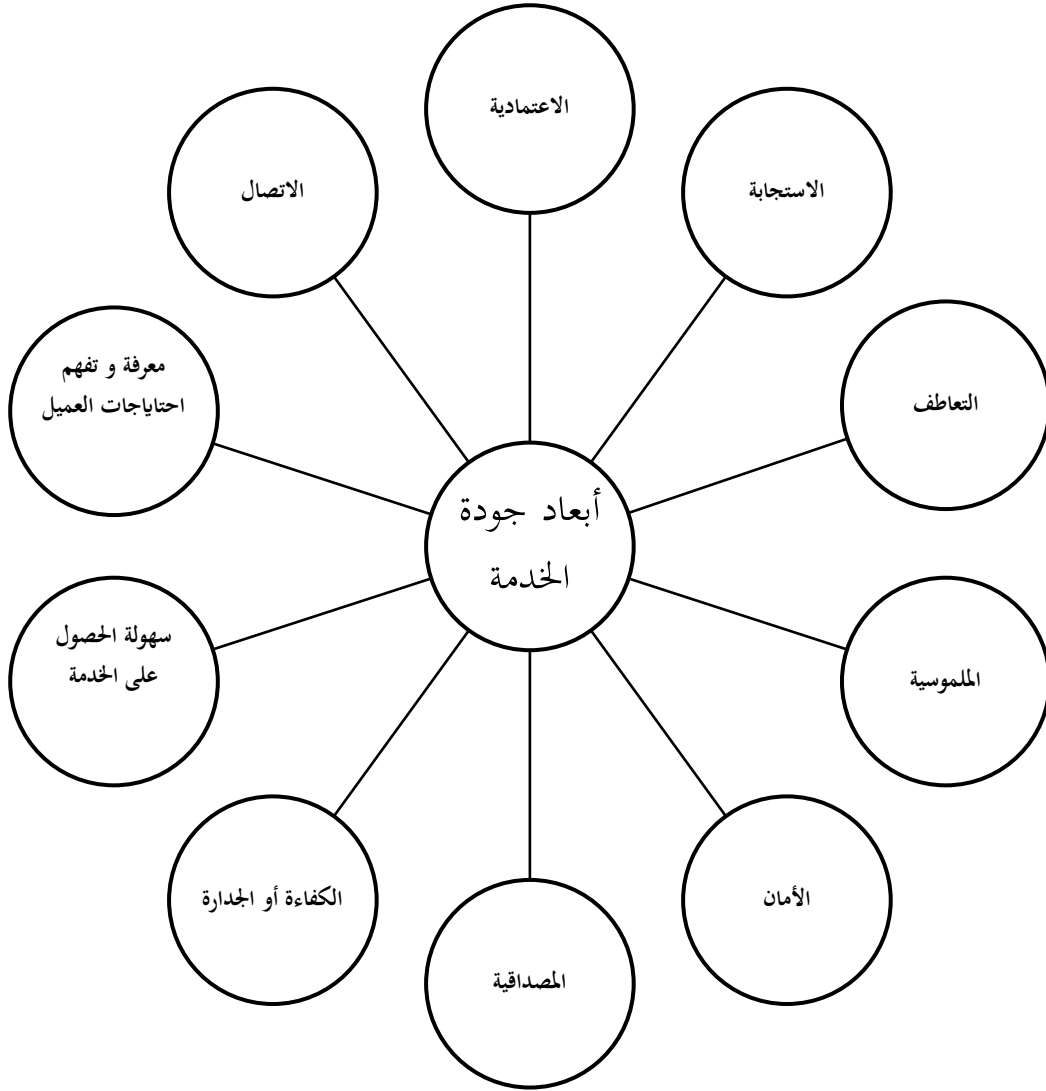 أبعاد جودة
الخدمة
الاعتمادية
الاستجابة
التعاطف
الملموسية
الأمان
المصداقية
الكفاءة أو الجدارة
سهولة الحصول
على الخدمة
معرفة و تفهم
احتاياجات العميل
الاتصال